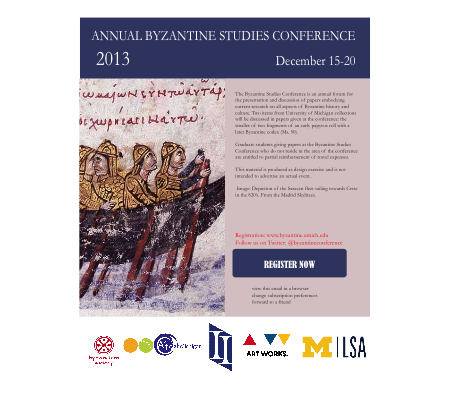 ANNUAL BYZANTINE STUDIES CONFERENCE
2013 December 15-20
The Byzantine Studies Conference is an annual forum for
the presentation and discussion of papers embodying
current research on all aspects of Byzantine history and
culture. Two items from University of Michigan collections
will be discussed in papers given at the conference; the
smaller of two fragments of an early papyrus roll with a
later Byzantine codex (Ms. 58).
Graduate students giving papers at the Byzantine Studies
Conference who do not reside in the area of the conference
are entitled to partial reimbursement of travel expenses.
This material is produced as design exercise and is not
intended to advertise an actual event.
Image: Depiction of the Saracen fleet sailing towards Crete
in the 820's. From the Madrid Skylitzes.
Registration: www.byzantine.umich.edu
Follow us on Twitter: @byzantineconference
REGISTER NOW
view this email in a browser
change subscription preferences
forward to a friend
ART WORKS.
M | LSA